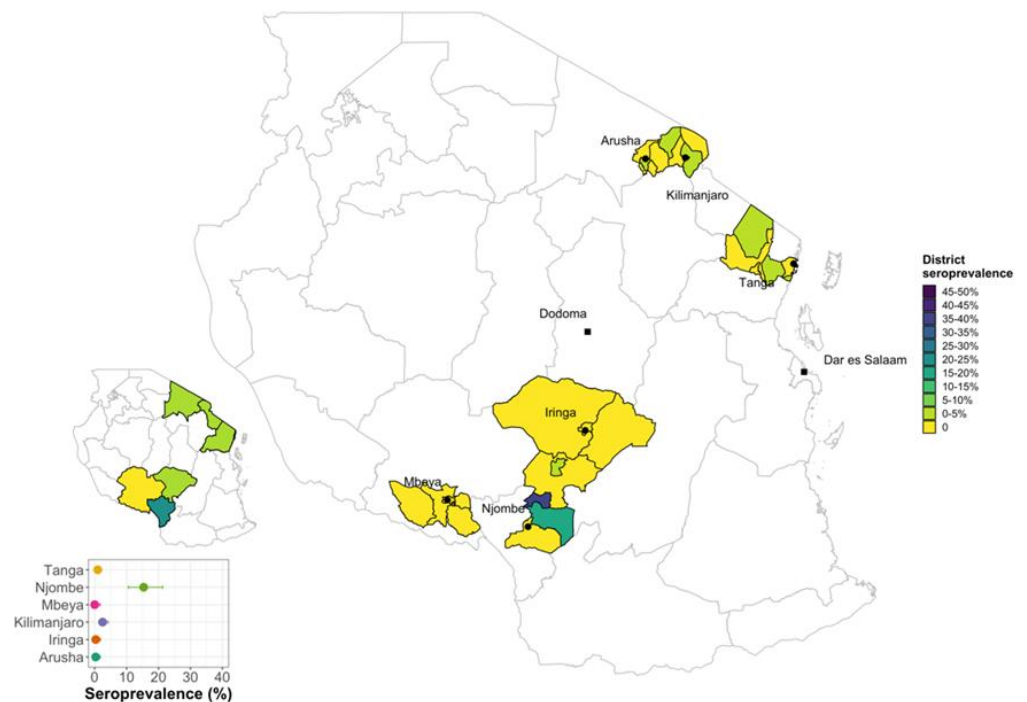 Arusha
Kilimanjaro
Tanga
Dodoma
Dar es Salaam
Iringa
Mbeya
Njombe
District
seroprevalence
45-50%
40-45%
35-40%
30-35%
25-30%
20-25%
15-20%
10-15%
5-10%
0-5%
0
Tanga
Njombe
Mbeya
Kilimanjaro
Iringa
Arusha
0 10 20 30 40
Seroprevalence (%)